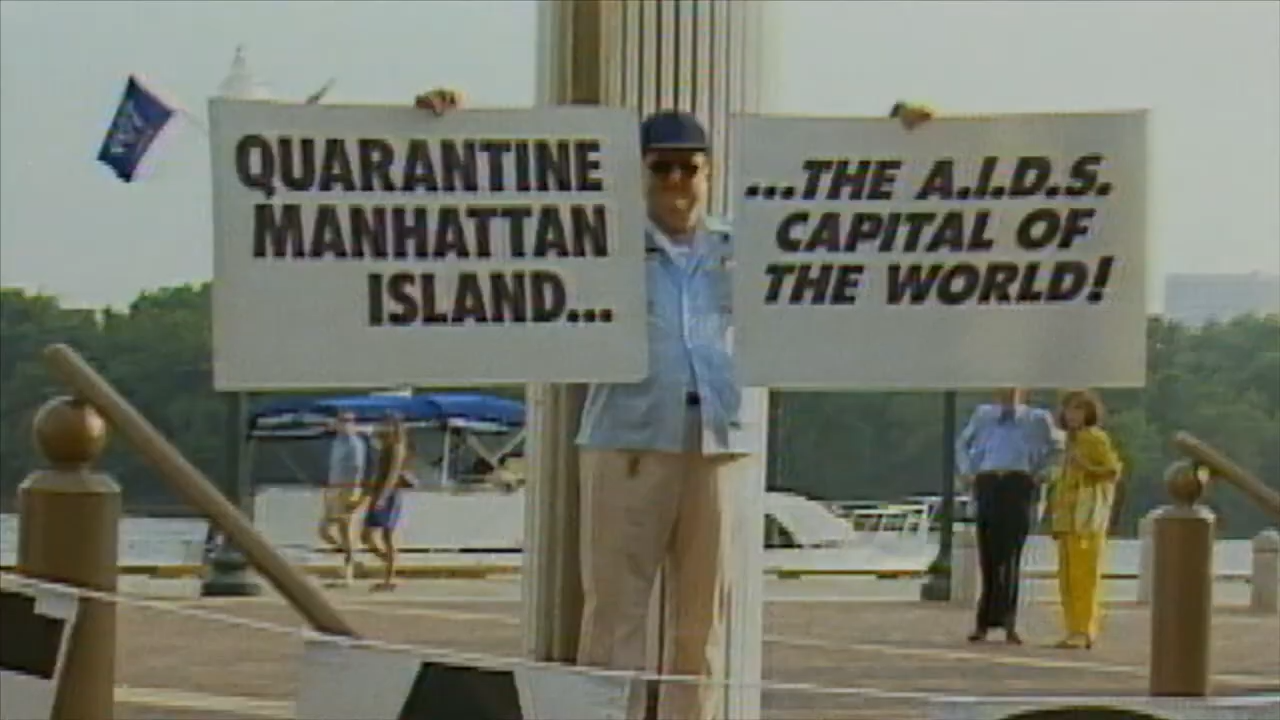 QUARANTINE
MANHATTAN
ISLAND...
...THE A.I.D.S.
CAPITAL OF
THE WORLD!